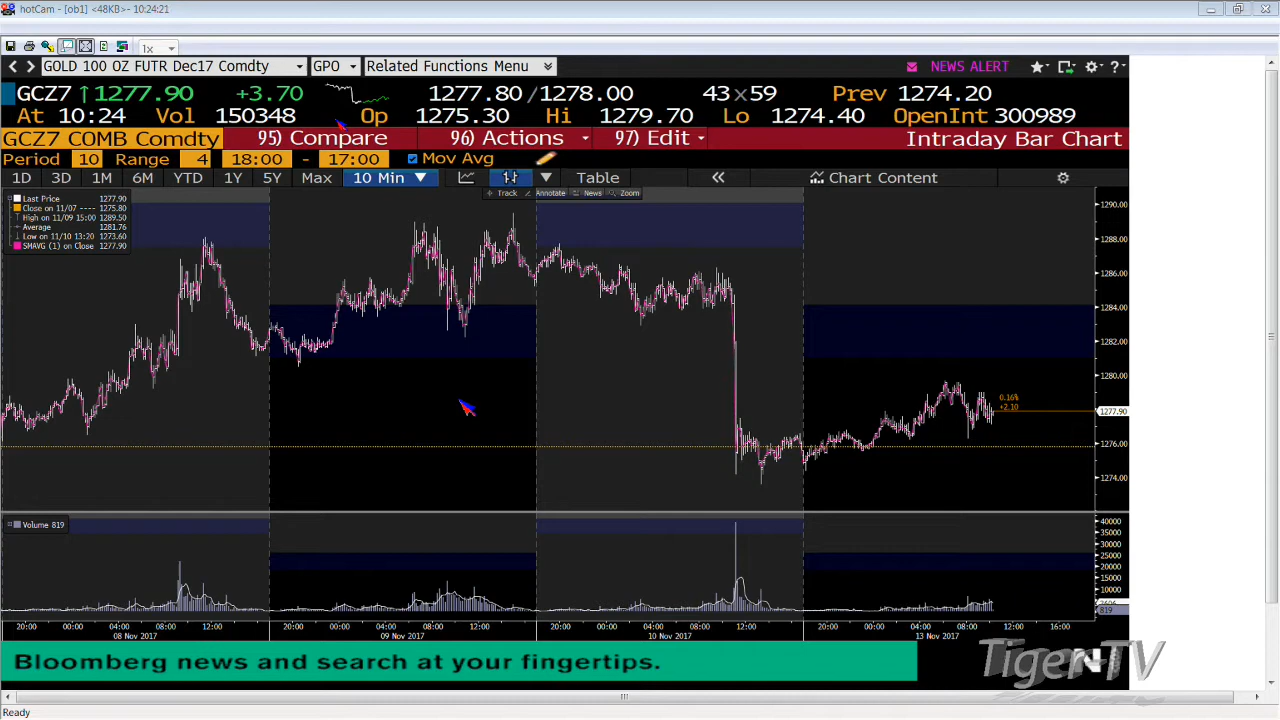 hotCam - [ob1] <48KB>- 10:24:21
1x
GOLD 100 OZ FUTR Dec17 Comdty GPO Related Functions Menu NEWS ALERT ?
GCZ7 ↑1277.90 +3.70 1277.80/1278.00 43×59 Prev 1274.20
At 10:24 Vol 150348 Op 1275.30 Hi 1279.70 Lo 1274.40 OpenInt 300989
GCZ7 COMB Comdty 95) Compare 96) Actions 97) Edit Intraday Bar Chart
Period 10 Range 4 18:00 - 17:00 Mov Avg
1D 3D 1M 6M YTD 1Y 5Y Max 10 Min Table Chart Content
Track Annotate News Zoom
Last Price 1277.90
Close on 11/07 ---- 1275.80
High on 11/09 15:00 1289.50
Average 1281.76
Low on 11/10 13:20 1273.60
SMAVG (1) on Close 1277.90
1290.00
1288.00
1286.00
1284.00
1282.00
1280.00
0.16%
+2.10
1277.90
1276.00
1274.00
Volume 819
40000
35000
30000
25000
20000
15000
10000
819
20:00 00:00 04:00 08:00 12:00 20:00 00:00 04:00 08:00 12:00 20:00 00:00 04:00 08:00 12:00 20:00 00:00 04:00 08:00 12:00 16:00
08 Nov 2017 09 Nov 2017 10 Nov 2017 13 Nov 2017
Bloomberg news and search at your fingertips.
Tiger-TV
Ready